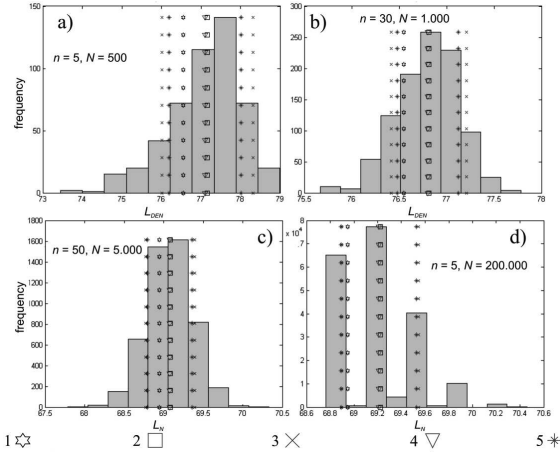 a)
n = 5, N = 500
frequency
150
100
50
0
73 74 75 76 77 78 79
L_DEN
b)
n = 30, N = 1.000
300
250
200
150
100
50
0
75 76 77 78
L_DEN
c)
n = 50, N = 5.000
frequency
1800
1600
1400
1200
1000
800
600
400
200
0
67.5 68 68.5 69 69.5 70 70.5
L_N
d)
n = 5, N = 200.000
x 10^4
8
7
6
5
4
3
2
1
0
68.6 68.8 69 69.2 69.4 69.6 69.8 70 70.2 70.4 70.6
L_N
1 2 3 4 5